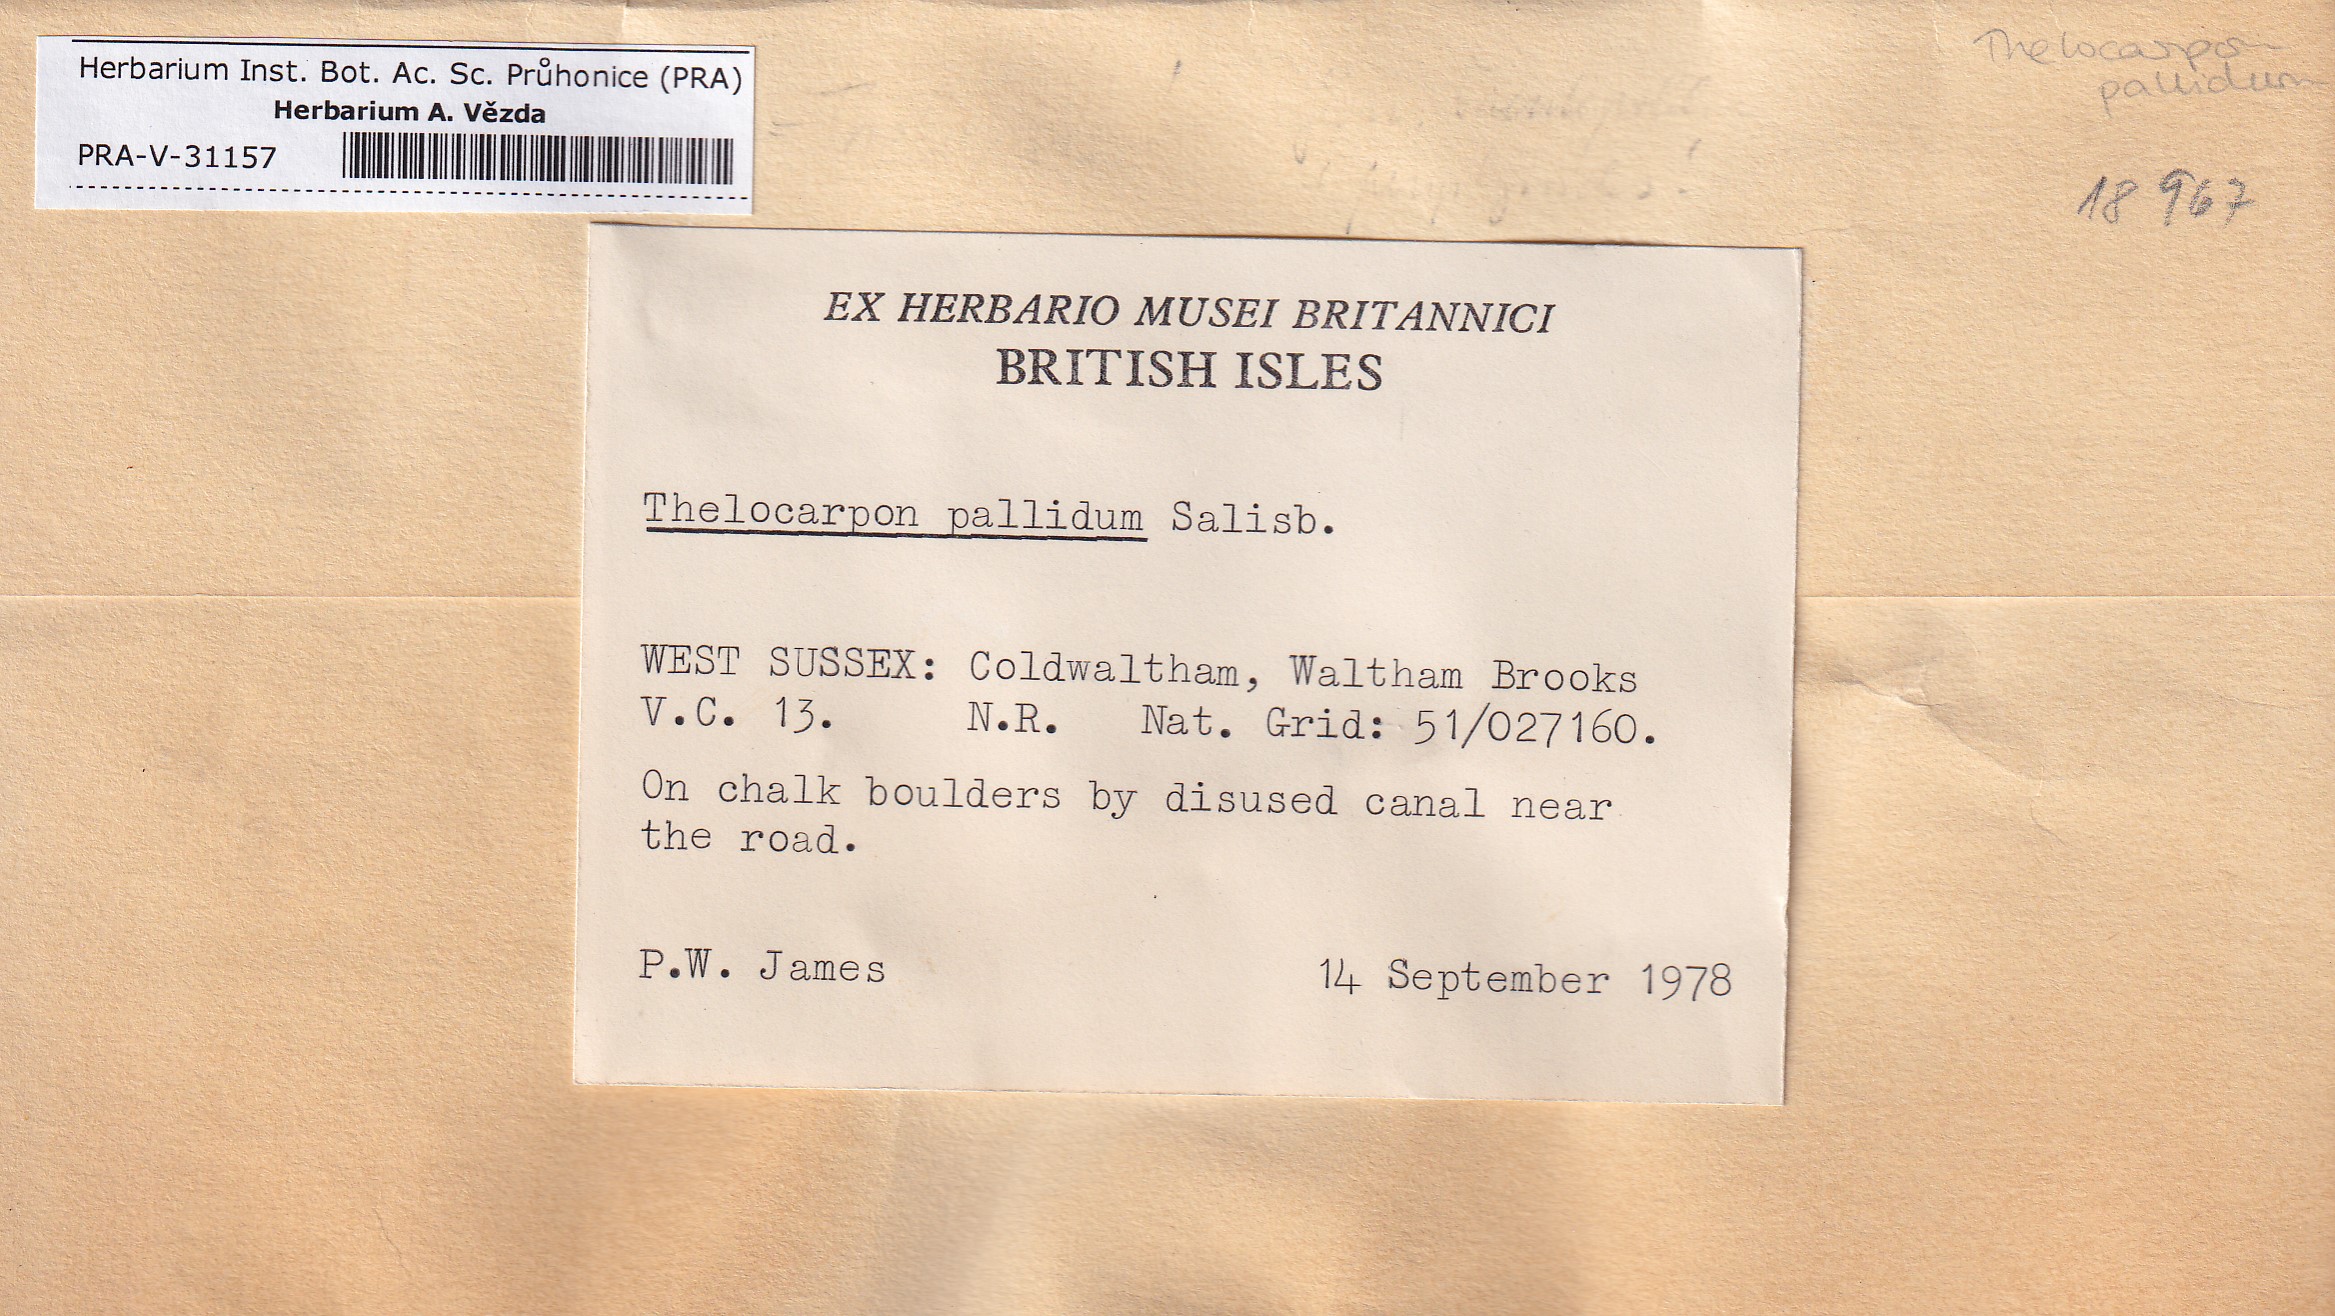 Herbarium Inst. Bot. Ac. Sc. Průhonice (PRA)
Herbarium A. Vězda
PRA-V-31157
Thelocarpon
pallidum
18 967
EX HERBARIO MUSEI BRITANNICI
BRITISH ISLES
Thelocarpon pallidum Salisb.
WEST SUSSEX: Coldwaltham, Waltham Brooks
V.C. 13. N.R. Nat. Grid: 51/027160.
On chalk boulders by disused canal near
the road.
P.W. James 14 September 1978